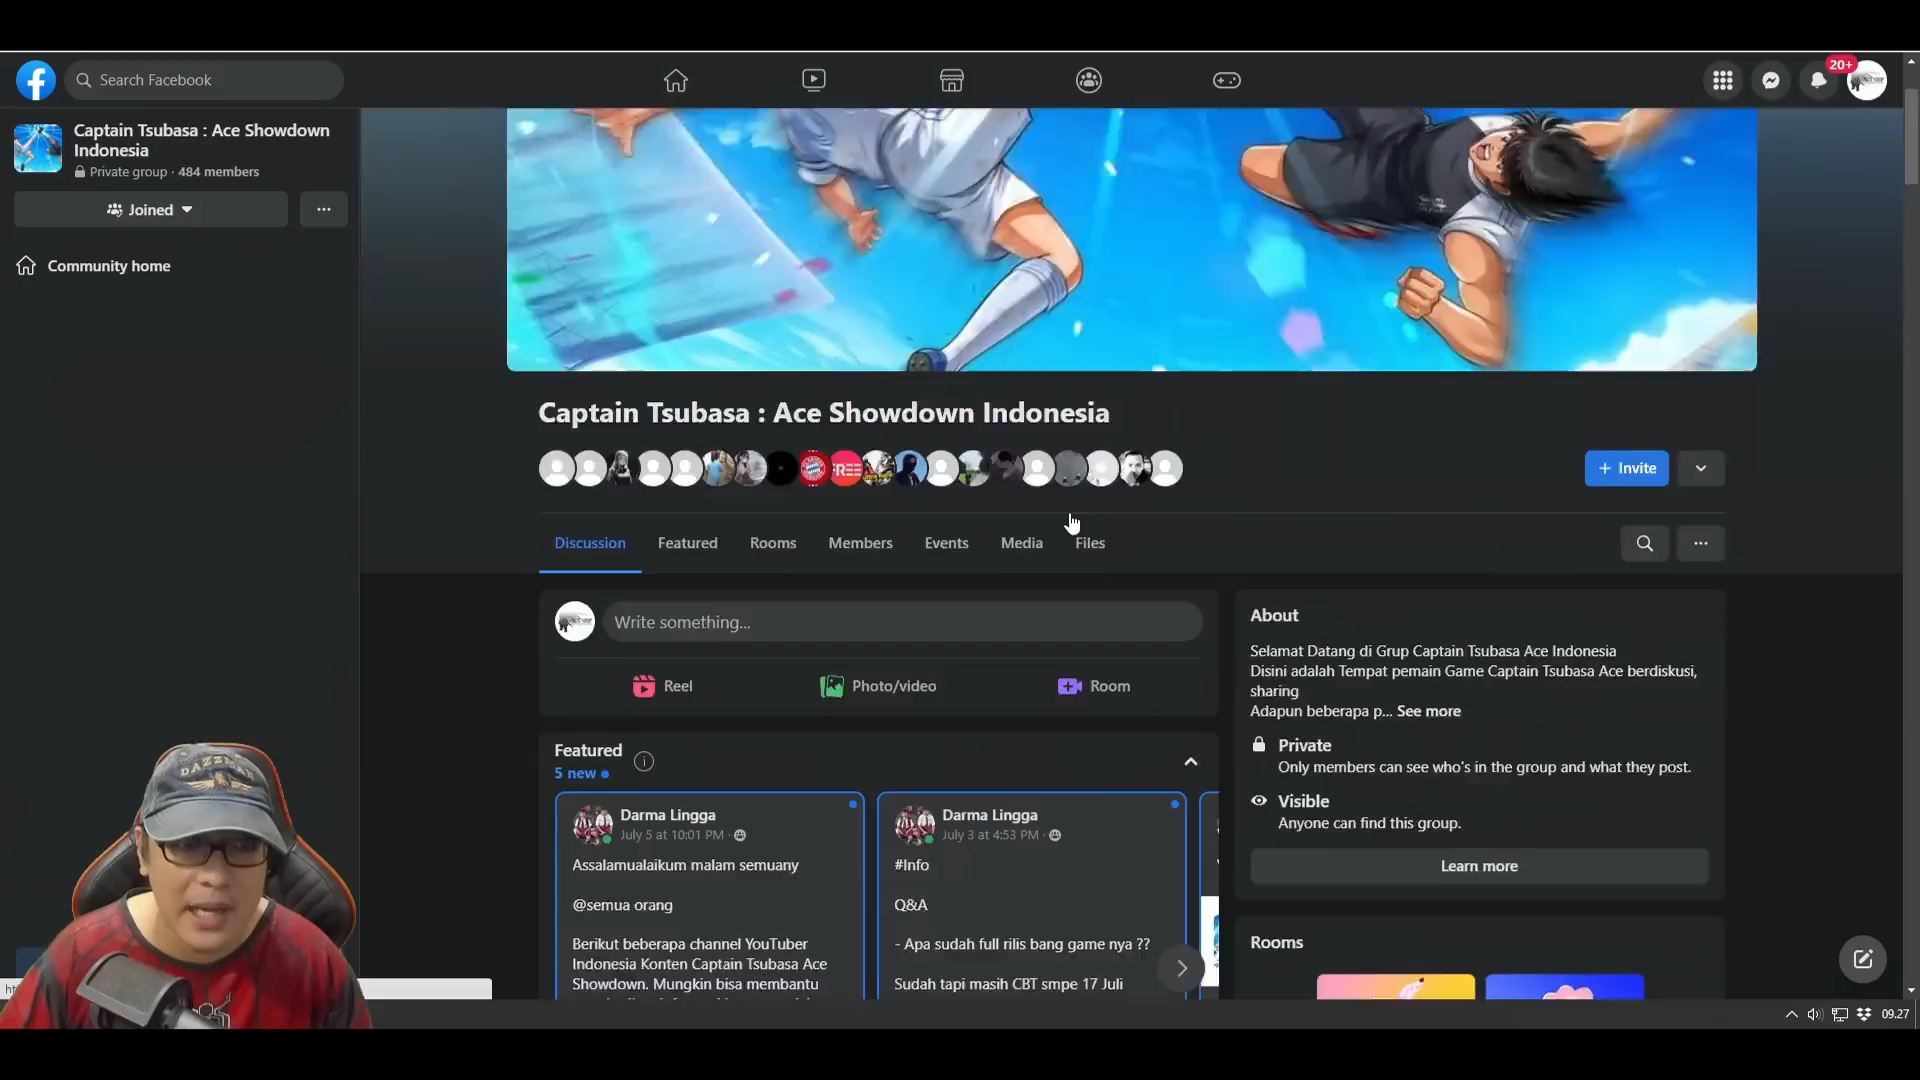 Search Facebook
20+
Captain Tsubasa : Ace Showdown
Indonesia
Private group · 484 members
Joined
Community home
Captain Tsubasa : Ace Showdown Indonesia
FREE
+ Invite
Discussion
Featured
Rooms
Members
Events
Media
Files
Write something...
Reel
Photo/video
Room
Featured
5 new
Darma Lingga
July 5 at 10:01 PM ·
Assalamualaikum malam semuany
@semua orang
Berikut beberapa channel YouTuber
Indonesia Konten Captain Tsubasa Ace
Showdown. Mungkin bisa membantu
Darma Lingga
July 3 at 4:53 PM ·
#Info
Q&A
- Apa sudah full rilis bang game nya ??
Sudah tapi masih CBT smpe 17 Juli
About
Selamat Datang di Grup Captain Tsubasa Ace Indonesia
Disini adalah Tempat pemain Game Captain Tsubasa Ace berdiskusi,
sharing
Adapun beberapa p... See more
Private
Only members can see who's in the group and what they post.
Visible
Anyone can find this group.
Learn more
Rooms
DAZZMAN
09.27